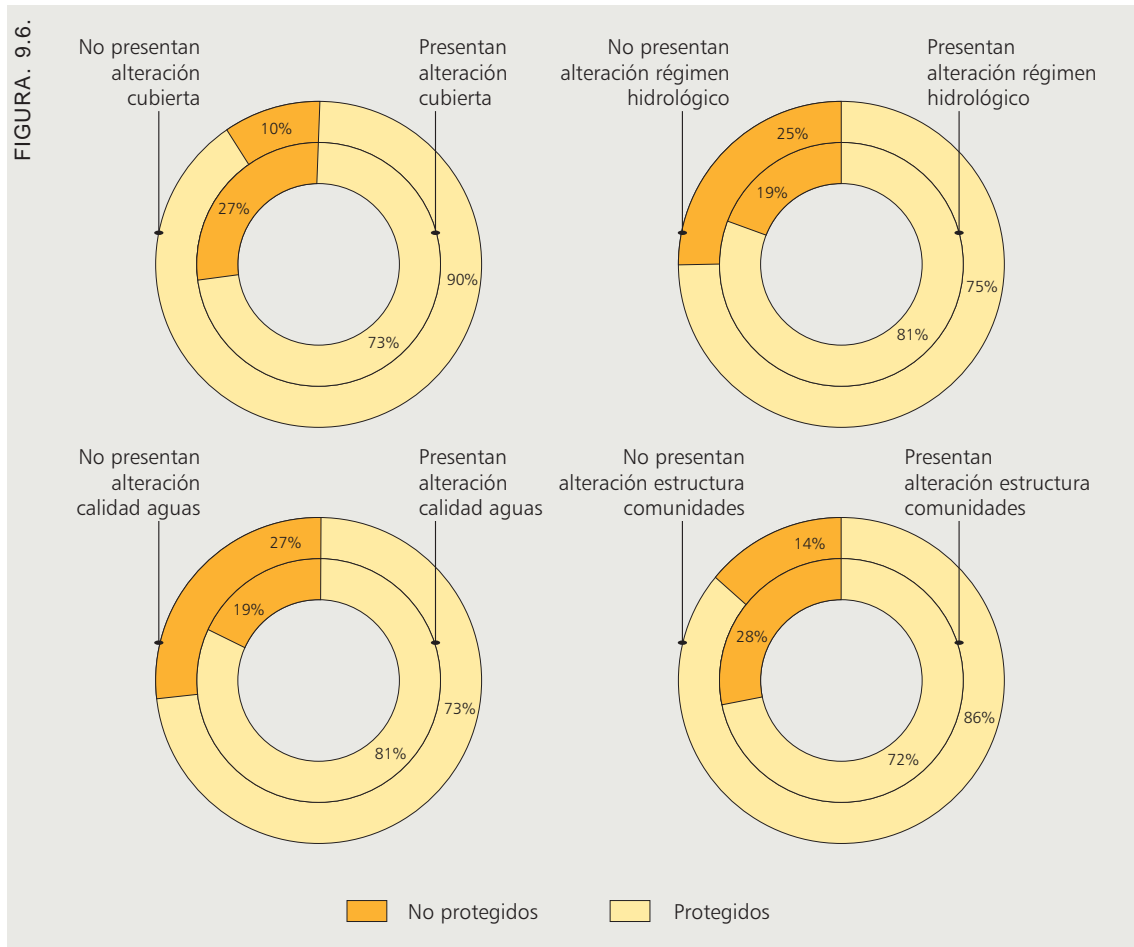 FIGURA. 9.6.
No presentan
alteración
cubierta
Presentan
alteración
cubierta
10%
27%
90%
73%
No presentan
alteración régimen
hidrológico
Presentan
alteración régimen
hidrológico
25%
19%
75%
81%
No presentan
alteración
calidad aguas
Presentan
alteración
calidad aguas
27%
19%
73%
81%
No presentan
alteración estructura
comunidades
Presentan
alteración estructura
comunidades
14%
28%
86%
72%
No protegidos
Protegidos